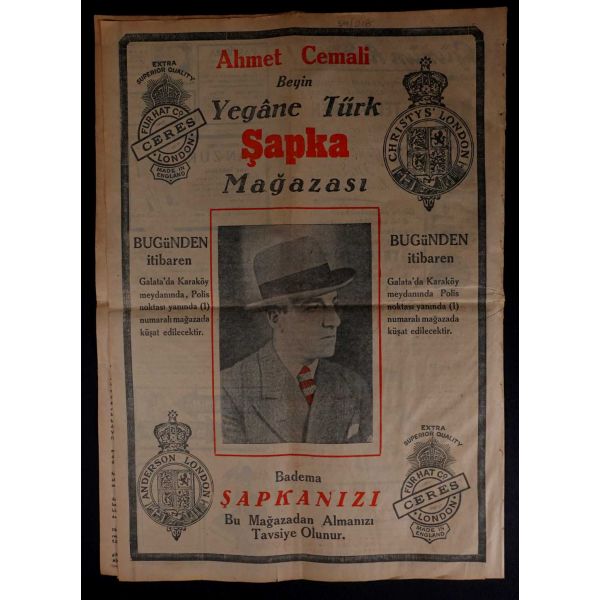 54/018
Ahmet Cemali
Beyin
Yegâne Türk
Şapka
Mağazası
EXTRA
SUPERIOR QUALITY
FUR HAT CO
CERES
LONDON
MADE IN
ENGLAND
CHRISTYS' LONDON
BUGüNDEN
itibaren
Galata'da Karaköy
meydanında, Polis
noktası yanında (1)
numaralı mağazada
küşat edilecektir.
BUGüNDEN
itibaren
Galata'da Karaköy
meydanında Polis
noktası yanında (1)
numaralı mağazada
küşat edilecektir.
ANDERSON LONDON
Badema
ŞAPKANIZI
Bu Mağazadan Almanızı
Tavsiye Olunur.
EXTRA
SUPERIOR QUALITY
FUR HAT CO
CERES
LONDON
MADE IN
ENGLAND